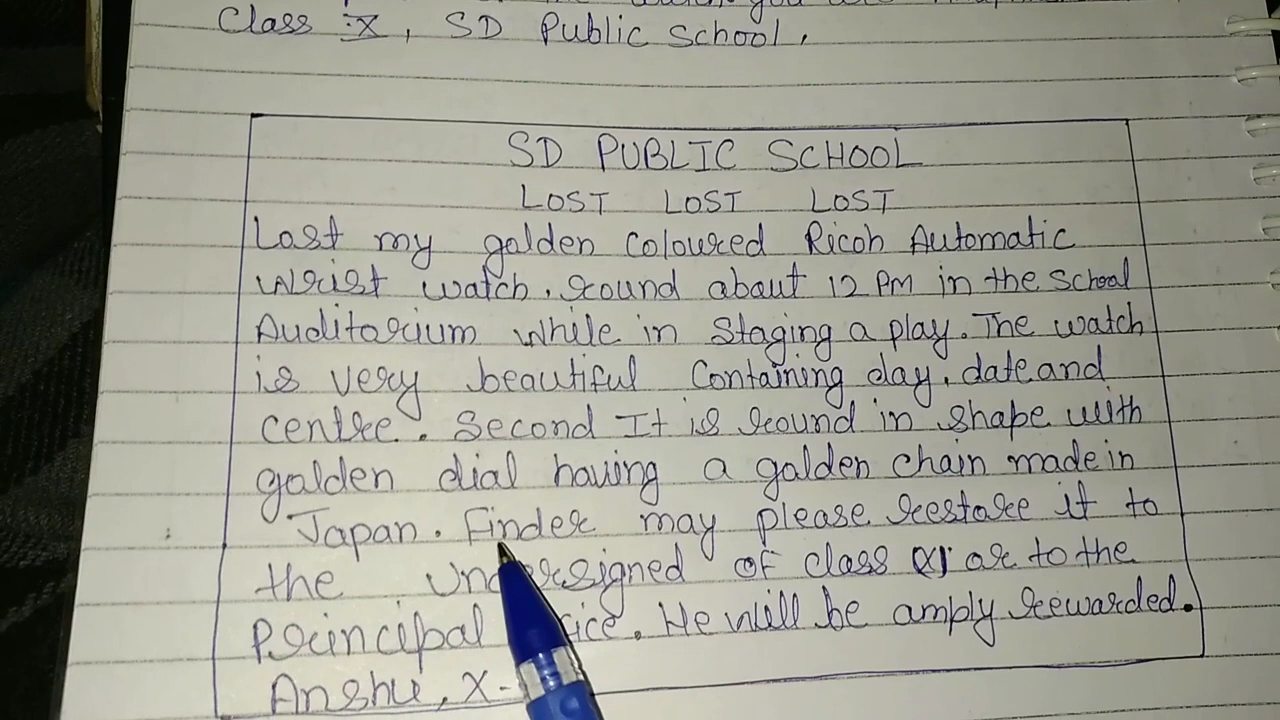 Class X, SD Public School.
SD PUBLIC SCHOOL
LOST LOST LOST
Lost my golden coloured Ricoh Automatic
Wrist watch. round about 12 PM in the School
Auditorium while in Staging a play. The watch
is very beautiful Containing day, date and
centre. Second It is round in shape with
golden dial having a golden chain made in
Japan. Finder may please restore it to
the of class (X) or to the
Principal He will be amply rewarded.
Anshu, X-